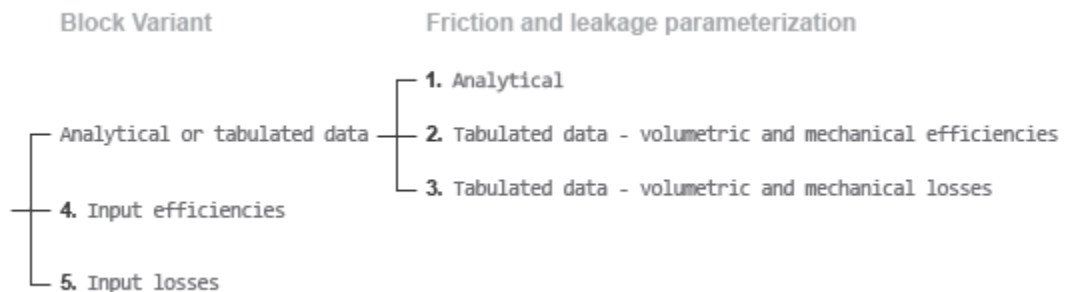 Block Variant
Friction and leakage parameterization
1. Analytical
Analytical or tabulated data
2. Tabulated data - volumetric and mechanical efficiencies
3. Tabulated data - volumetric and mechanical losses
4. Input efficiencies
5. Input losses